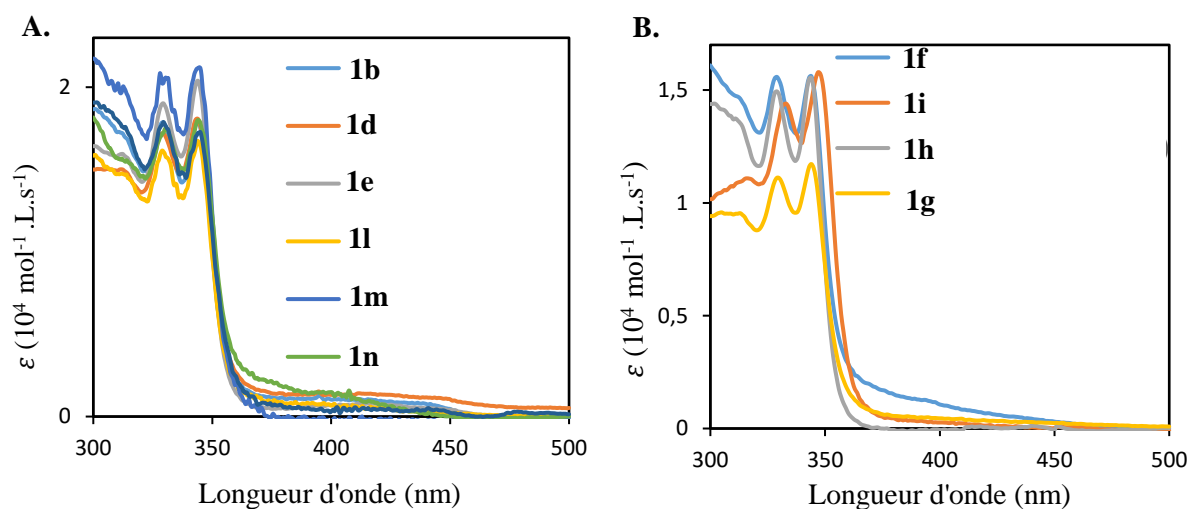 A.
ε (10⁴ mol⁻¹ .L.s⁻¹)
2
0
300
350
400
450
500
Longueur d'onde (nm)
1b
1d
1e
1l
1m
1n
B.
ε (10⁴ mol⁻¹ .L.s⁻¹)
1,5
1
0,5
0
300
350
400
450
500
Longueur d'onde (nm)
1f
1i
1h
1g